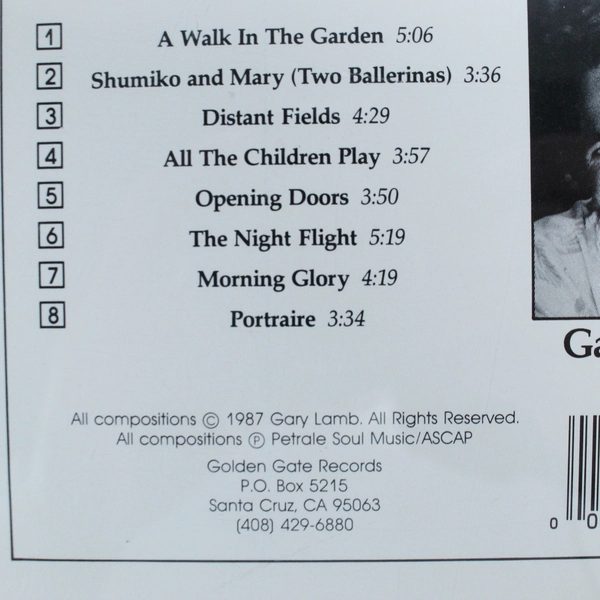 1 A Walk In The Garden 5:06
2 Shumiko and Mary (Two Ballerinas) 3:36
3 Distant Fields 4:29
4 All The Children Play 3:57
5 Opening Doors 3:50
6 The Night Flight 5:19
7 Morning Glory 4:19
8 Portraire 3:34
Ga
All compositions © 1987 Gary Lamb. All Rights Reserved.
All compositions ℗ Petrale Soul Music/ASCAP
Golden Gate Records
P.O. Box 5215
Santa Cruz, CA 95063
(408) 429-6880
0 0